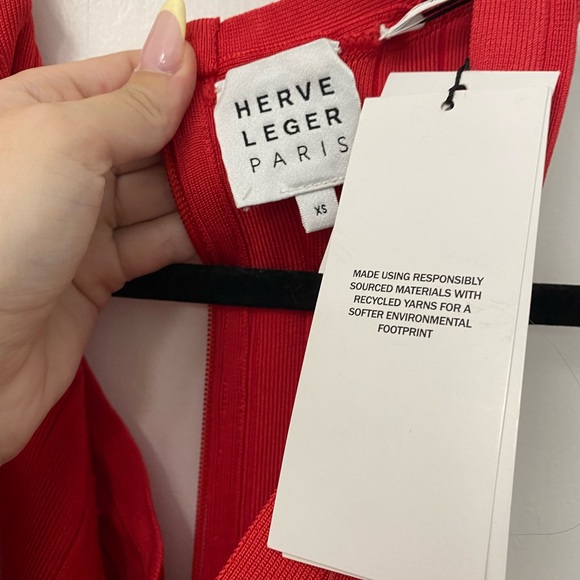 HERVE
LEGER
PARIS
XS
MADE USING RESPONSIBLY
SOURCED MATERIALS WITH
RECYCLED YARNS FOR A
SOFTER ENVIRONMENTAL
FOOTPRINT